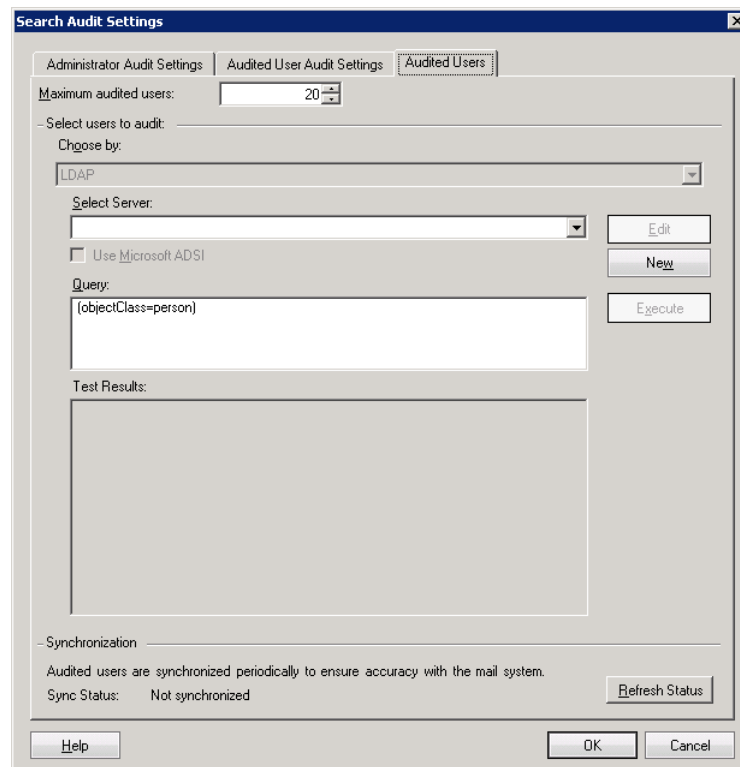 Search Audit Settings
Administrator Audit Settings
Audited User Audit Settings
Audited Users
Maximum audited users:
20
Select users to audit:
Choose by:
LDAP
Select Server:
Edit
Use Microsoft ADSI
New
Query:
(objectClass=person)
Execute
Test Results:
Synchronization
Audited users are synchronized periodically to ensure accuracy with the mail system.
Sync Status: Not synchronized
Refresh Status
Help
OK
Cancel